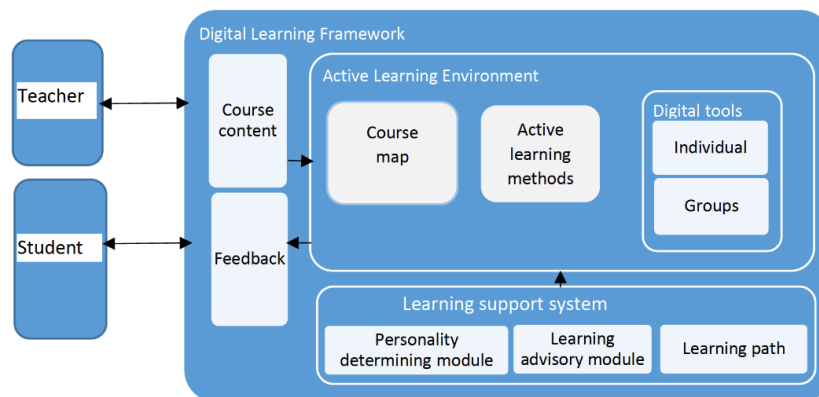 Digital Learning Framework
Teacher
Student
Course
content
Feedback
Active Learning Environment
Course
map
Active
learning
methods
Digital tools
Individual
Groups
Learning support system
Personality
determining module
Learning
advisory module
Learning path